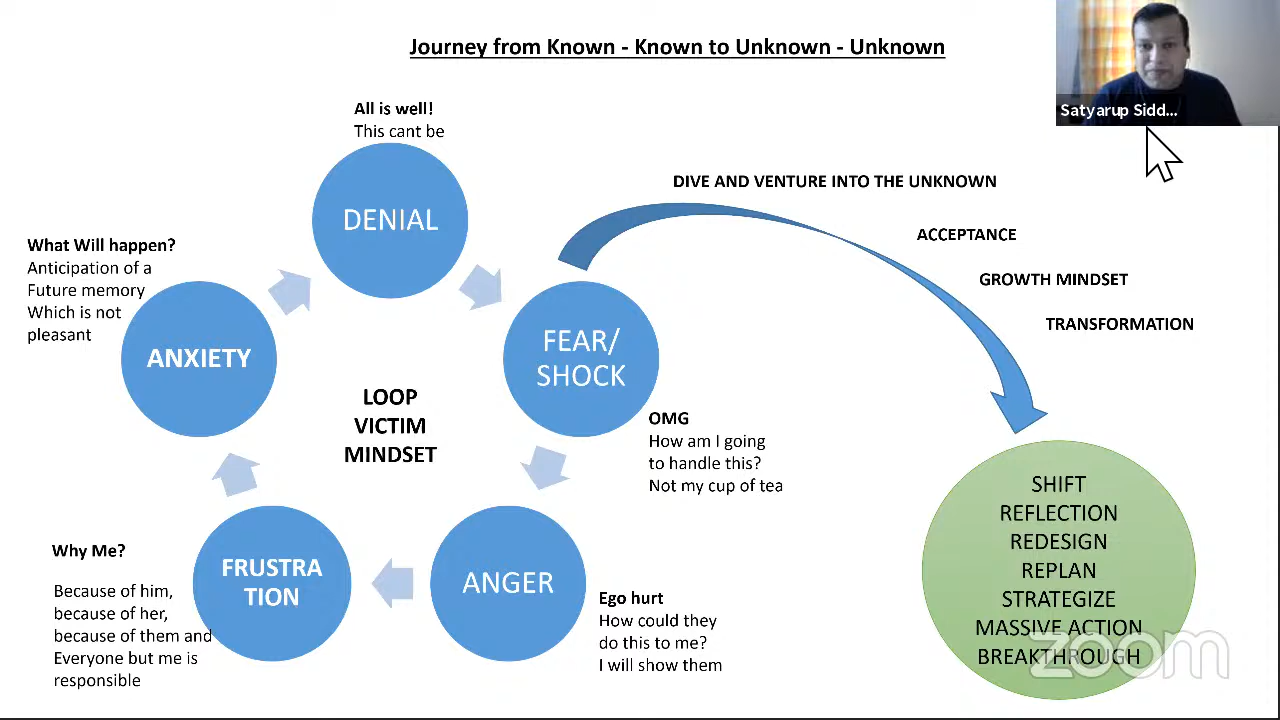 Journey from Known - Known to Unknown - Unknown
Satyarup Sidd...
All is well!
This cant be
DENIAL
DIVE AND VENTURE INTO THE UNKNOWN
ACCEPTANCE
GROWTH MINDSET
TRANSFORMATION
What Will happen?
Anticipation of a
Future memory
Which is not
pleasant
ANXIETY
FEAR/
SHOCK
LOOP
VICTIM
MINDSET
OMG
How am I going
to handle this?
Not my cup of tea
Why Me?
Because of him,
because of her,
because of them and
Everyone but me is
responsible
FRUSTRA
TION
ANGER
Ego hurt
How could they
do this to me?
I will show them
SHIFT
REFLECTION
REDESIGN
REPLAN
STRATEGIZE
MASSIVE ACTION
BREAKTHROUGH
zoom